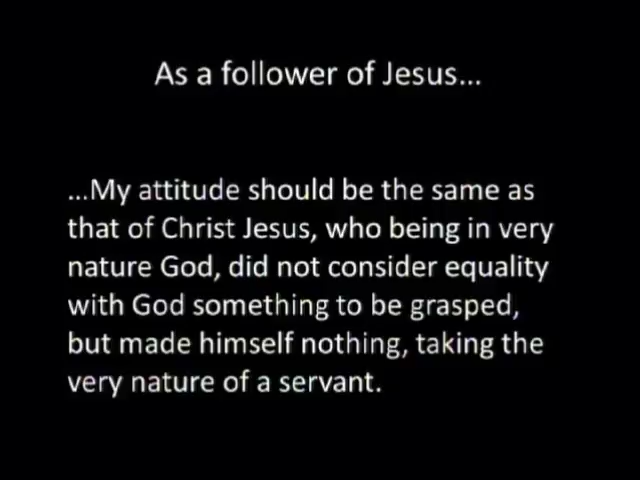 As a follower of Jesus...
...My attitude should be the same as
that of Christ Jesus, who being in very
nature God, did not consider equality
with God something to be grasped,
but made himself nothing, taking the
very nature of a servant.